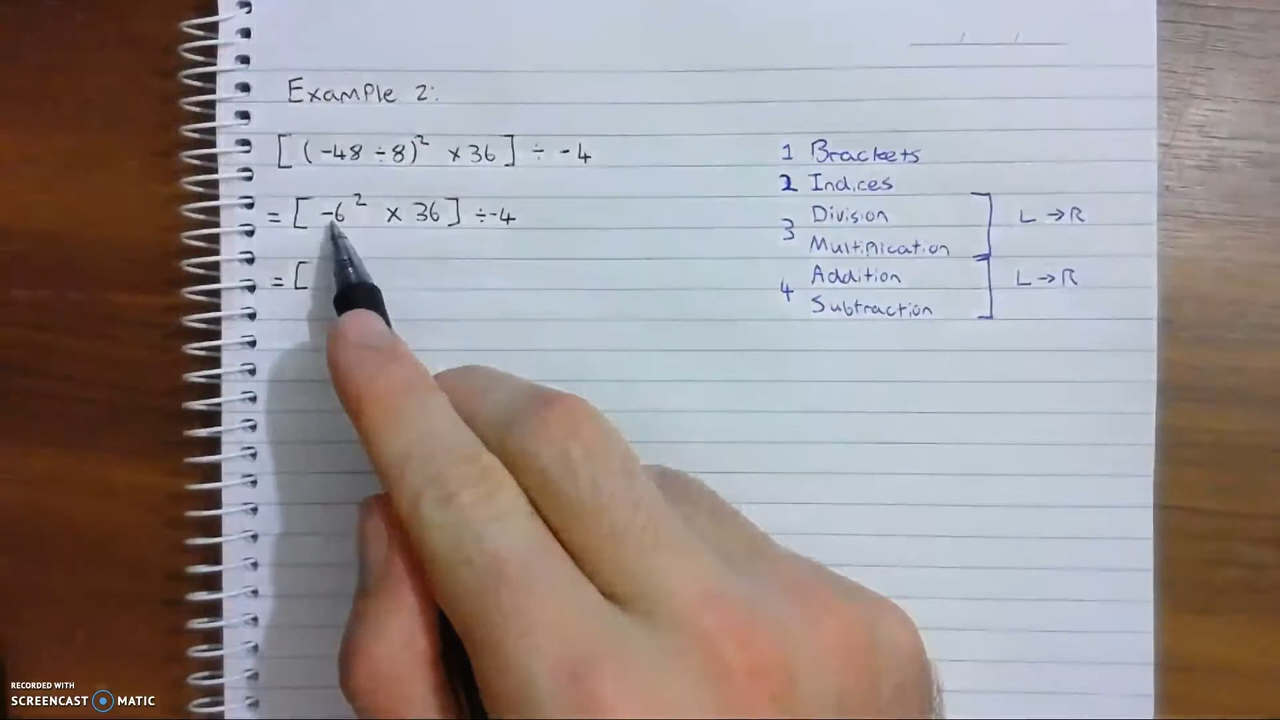 Example 2:
[ (-48 ÷ 8)² × 36 ] ÷ -4
= [ -6² × 36 ] ÷ -4
= [
1 Brackets
2 Indices
3 Division
Multiplication
L → R
4 Addition
Subtraction
L → R
RECORDED WITH
SCREENCAST MATIC